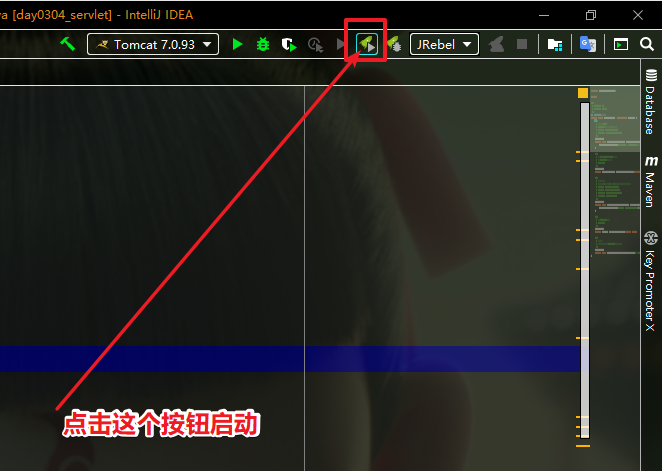 va [day0304_servlet] - IntelliJ IDEA
Tomcat 7.0.93
JRebel
Database
Maven
Key Promoter X
点击这个按钮启动